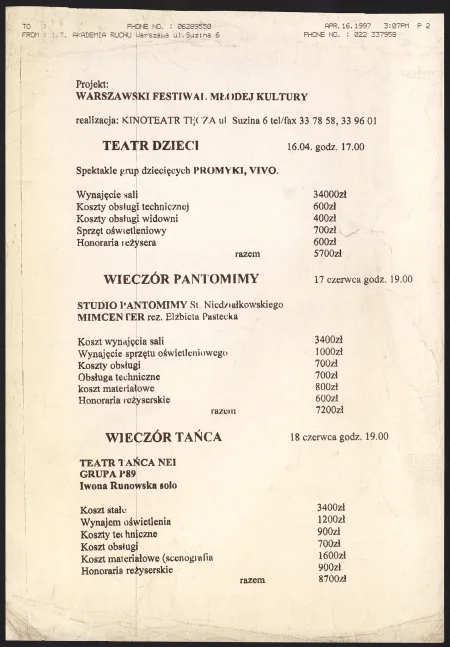 TO : PHONE NO. : 06289550 APR.16.1997 3:07PM P 2
FROM : I.T. AKADEMIA RUCHU Warszawa ul.Suzina 6 PHONE NO. : 022 337958
Projekt:
WARSZAWSKI FESTIWAL MŁODEJ KULTURY
realizacja: KINOTEATR TĘCZA ul Suzina 6 tel/fax 33 78 58, 33 96 01
TEATR DZIECI 16.04. godz. 17.00
Spektakle grup dziecięcych PROMYKI, VIVO.
Wynajęcie sali 34000zł
Koszty obsługi technicznej 600zł
Koszty obsługi widowni 400zł
Sprzęt oświetleniowy 700zł
Honoraria reżysera 600zł
razem 5700zł
WIECZÓR PANTOMIMY 17 czerwca godz. 19.00
STUDIO PANTOMIMY St. Niedziałkowskiego
MIMCENTER reż. Elżbieta Pastecka
Koszt wynajęcia sali 3400zł
Wynajęcie sprzętu oświetleniowego 1000zł
Koszty obsługi 700zł
Obsługa techniczne 700zł
koszt materiałowe 800zł
Honoraria reżyserskie 600zł
razem 7200zł
WIECZÓR TAŃCA 18 czerwca godz. 19.00
TEATR TAŃCA NEI
GRUPA P89
Iwona Runowska solo
Koszt stałe 3400zł
Wynajem oświetlenia 1200zł
Koszty techniczne 900zł
Koszt obsługi 700zł
Koszt materiałowe (scenografia 1600zł
Honoraria reżyserskie 900zł
razem 8700zł